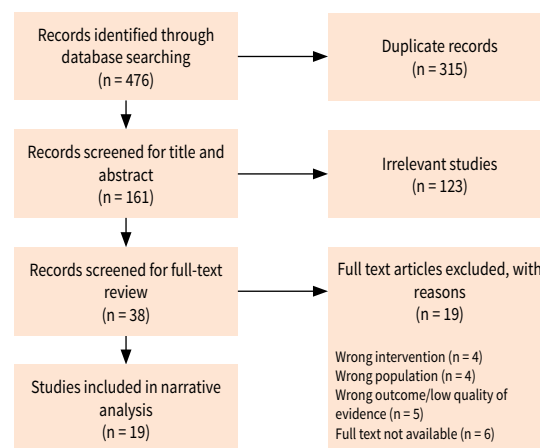 Records identified through
database searching
(n = 476)
Duplicate records
(n = 315)
Records screened for title and
abstract
(n = 161)
Irrelevant studies
(n = 123)
Records screened for full-text
review
(n = 38)
Full text articles excluded, with
reasons
(n = 19)
Wrong intervention (n = 4)
Wrong population (n = 4)
Wrong outcome/low quality of
evidence (n = 5)
Full text not available (n = 6)
Studies included in narrative
analysis
(n = 19)